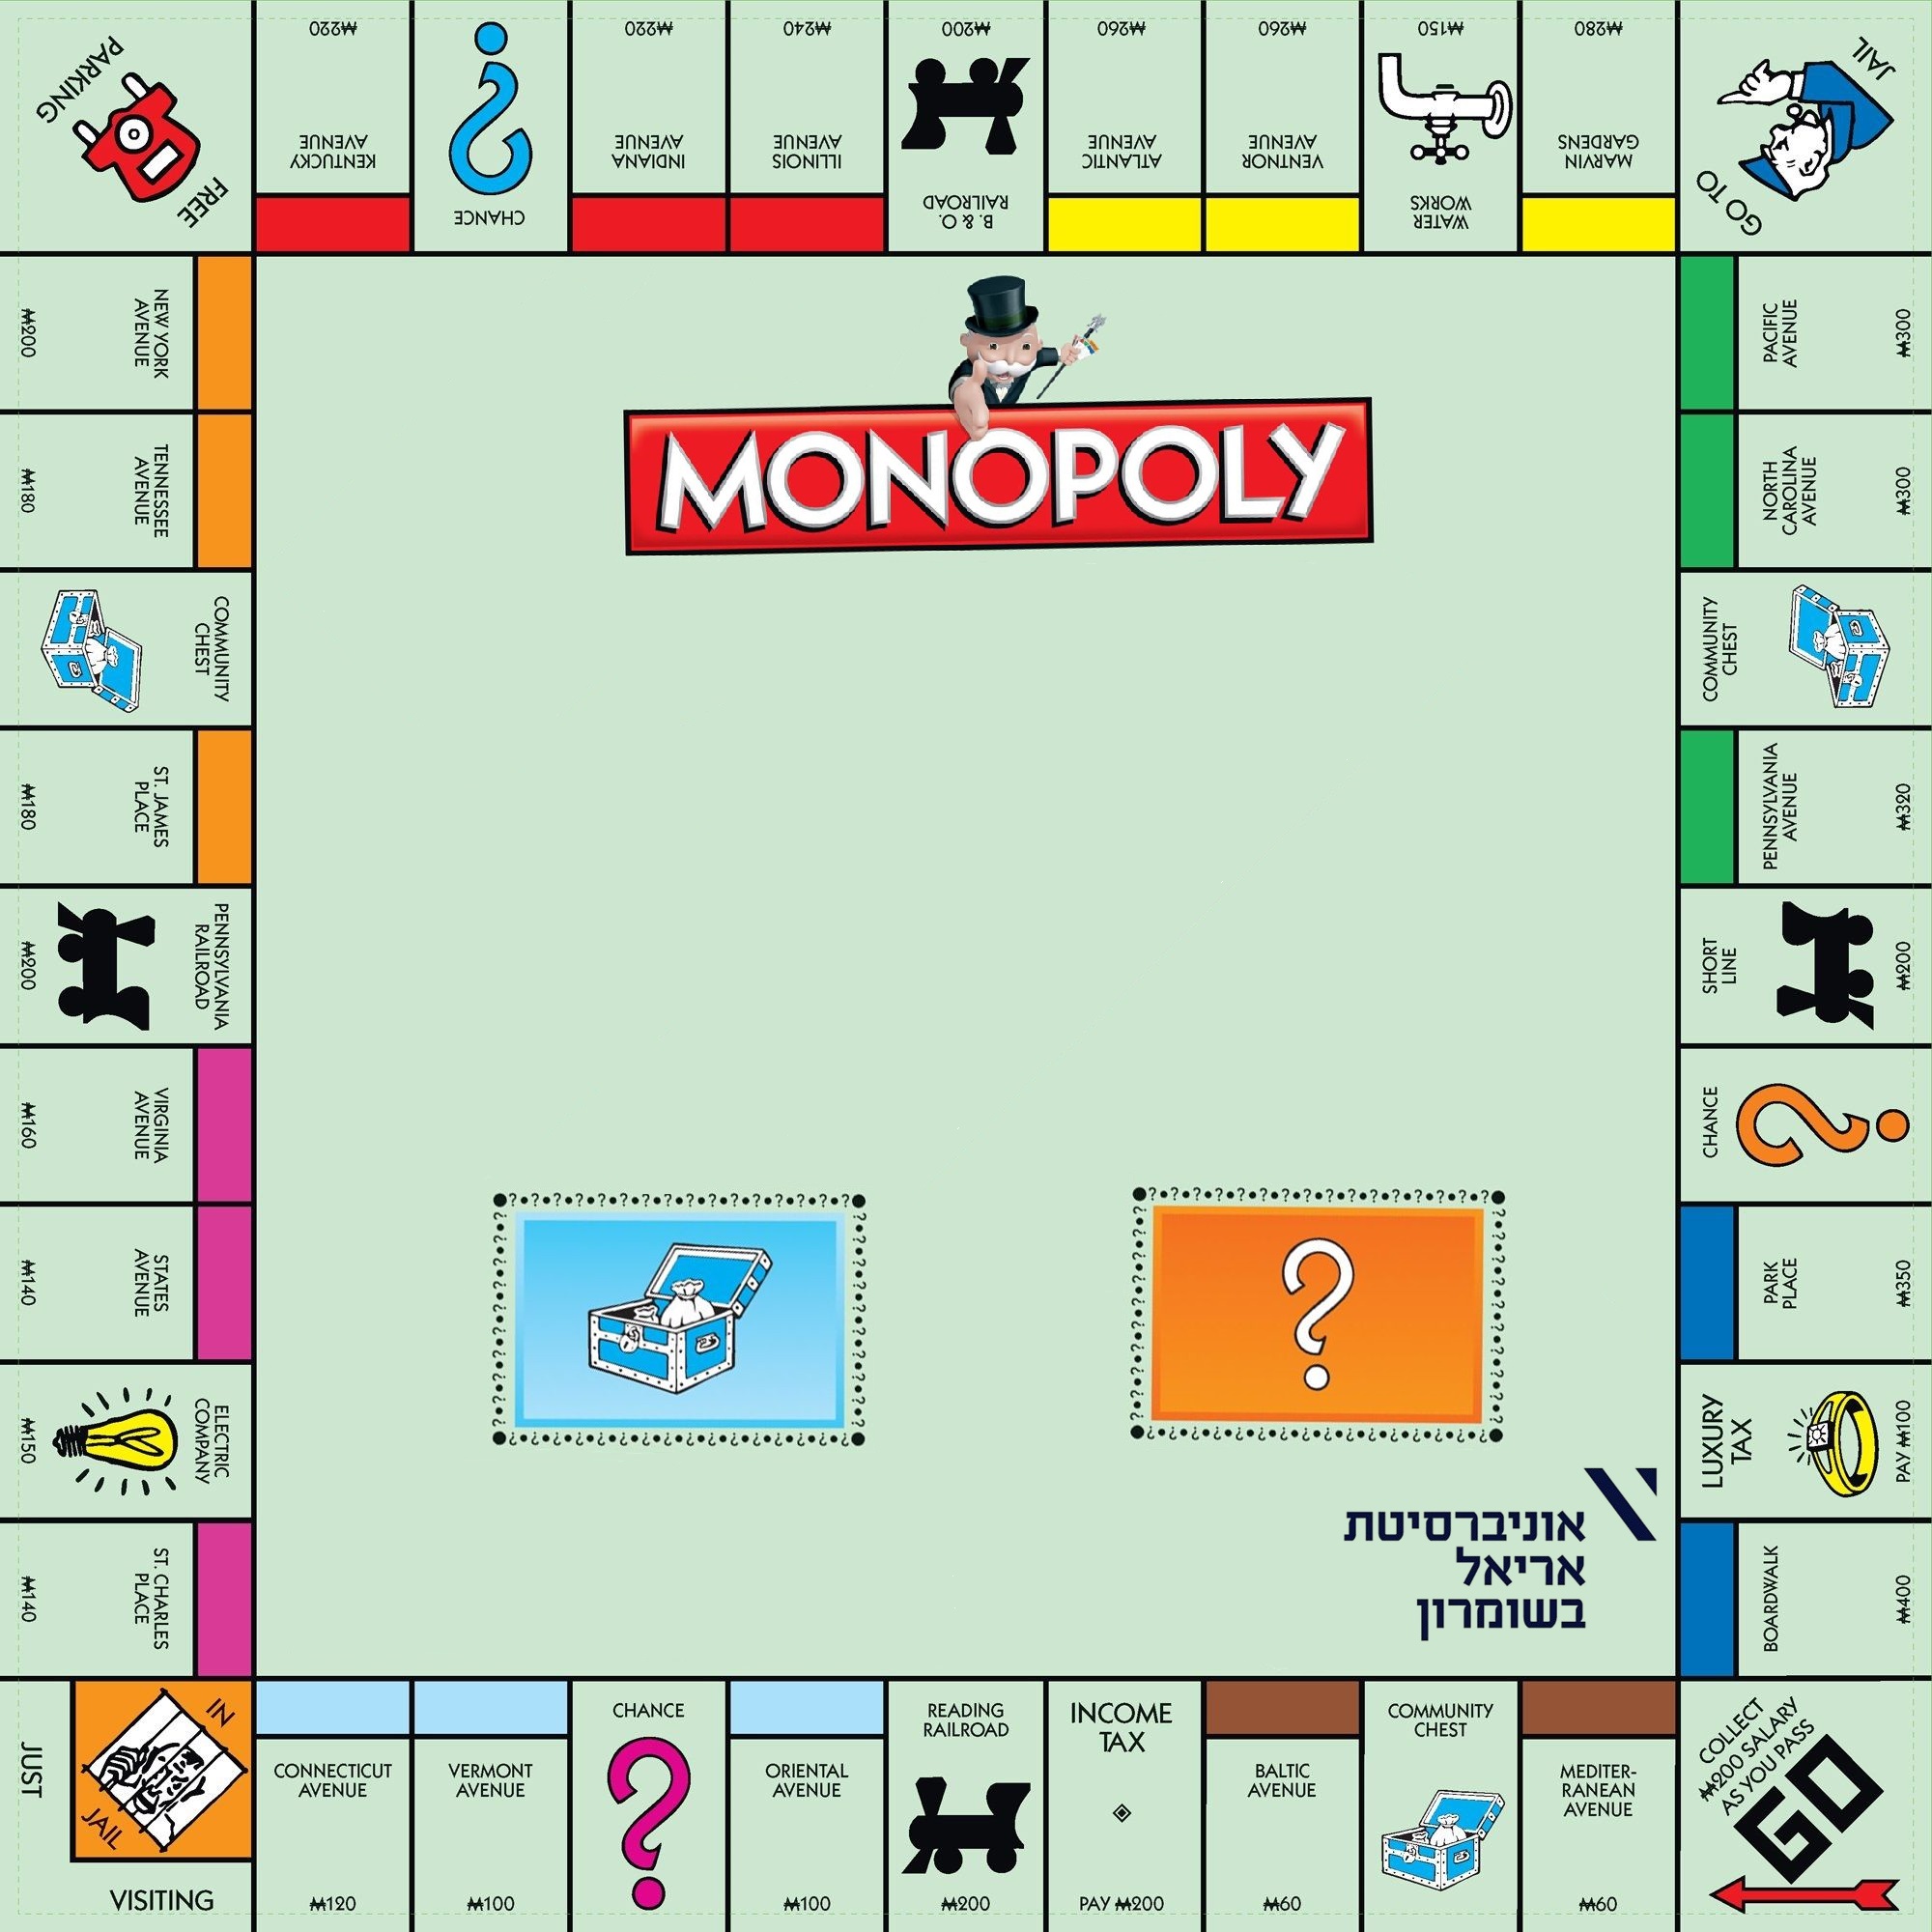 GO
COLLECT
₩200 SALARY
AS YOU PASS
MEDITER-
RANEAN
AVENUE
₩60
COMMUNITY
CHEST
BALTIC
AVENUE
₩60
INCOME
TAX
PAY ₩200
READING
RAILROAD
₩200
ORIENTAL
AVENUE
₩100
CHANCE
VERMONT
AVENUE
₩100
CONNECTICUT
AVENUE
₩120
IN
JAIL
JUST
VISITING
ST. CHARLES
PLACE
₩140
ELECTRIC
COMPANY
₩150
STATES
AVENUE
₩140
VIRGINIA
AVENUE
₩160
PENNSYLVANIA
RAILROAD
₩200
ST. JAMES
PLACE
₩180
COMMUNITY
CHEST
TENNESSEE
AVENUE
₩180
NEW YORK
AVENUE
₩200
FREE
PARKING
KENTUCKY
AVENUE
₩220
CHANCE
INDIANA
AVENUE
₩220
ILLINOIS
AVENUE
₩240
B. & O.
RAILROAD
₩200
ATLANTIC
AVENUE
₩260
VENTNOR
AVENUE
₩260
WATER
WORKS
₩150
MARVIN
GARDENS
₩280
GO TO
JAIL
PACIFIC
AVENUE
₩300
NORTH
CAROLINA
AVENUE
₩300
COMMUNITY
CHEST
PENNSYLVANIA
AVENUE
₩320
SHORT
LINE
₩200
CHANCE
PARK
PLACE
₩350
LUXURY
TAX
PAY ₩100
BOARDWALK
₩400
אוניברסיטת
אריאל
בשומרון
MONOPOLY